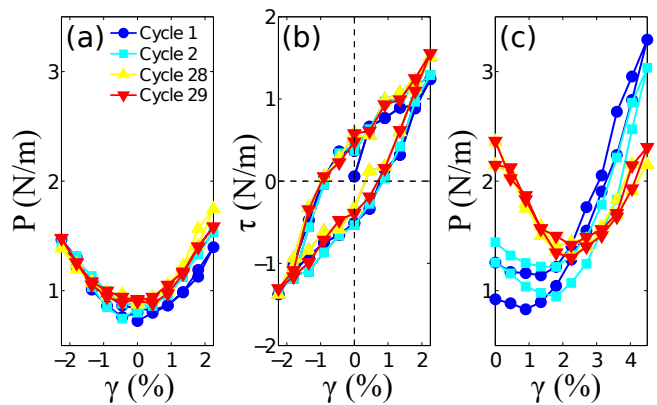 (a)
Cycle 1
Cycle 2
Cycle 28
Cycle 29
P (N/m)
3
2
1
−2 −1 0 1 2
γ (%)
(b)
τ (N/m)
2
1
0
−1
−2
−2 −1 0 1 2
γ (%)
(c)
P (N/m)
3
2
1
0 1 2 3 4
γ (%)